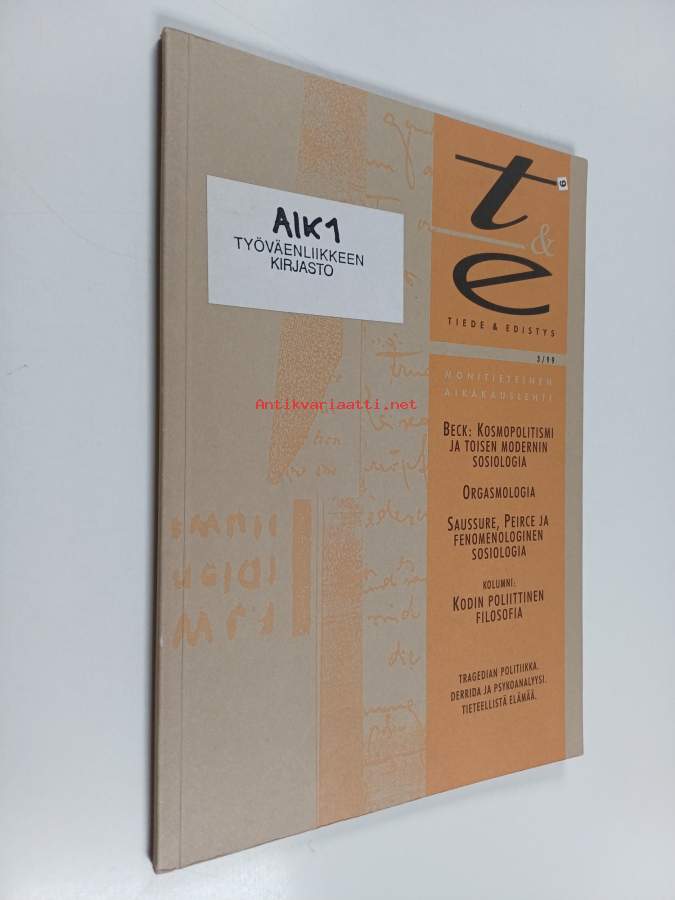 AIK1
TYÖVÄENLIIKKEEN
KIRJASTO
6
t
&
e
TIEDE & EDISTYS
3/99
MONITIETEINEN
AIKAKAUSLEHTI
Antikvariaatti.net
BECK: KOSMOPOLITISMI
JA TOISEN MODERNIN
SOSIOLOGIA
ORGASMOLOGIA
SAUSSURE, PEIRCE JA
FENOMENOLOGINEN
SOSIOLOGIA
KOLUMNI:
KODIN POLIITTINEN
FILOSOFIA
TRAGEDIAN POLITIIKKA.
DERRIDA JA PSYKOANALYYSI.
TIETEELLISTÄ ELÄMÄÄ.